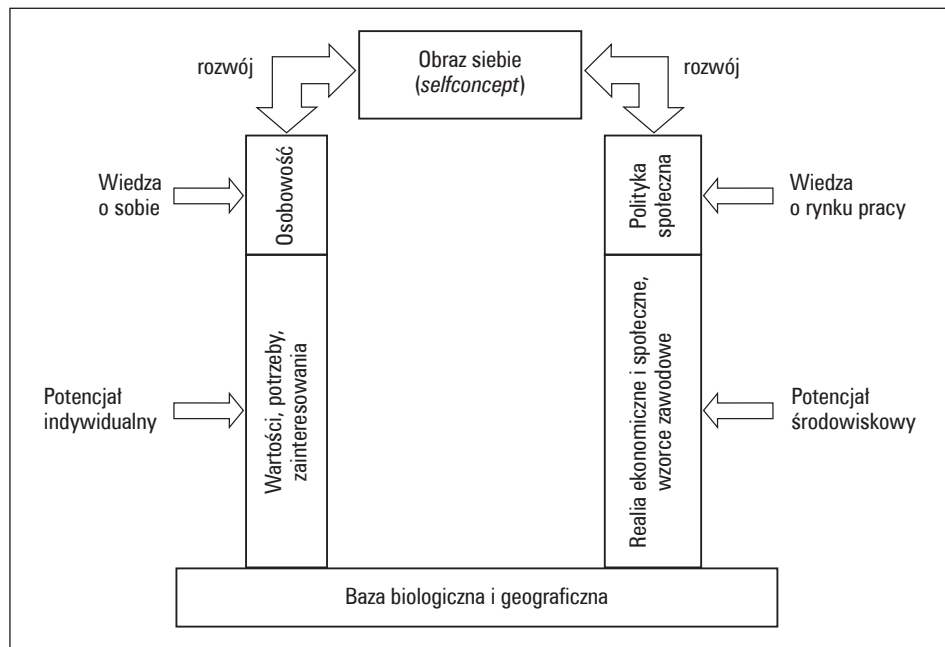 Obraz siebie
(selfconcept)
rozwój
rozwój
Wiedza
o sobie
Osobowość
Polityka
społeczna
Wiedza
o rynku pracy
Potencjał
indywidualny
Wartości, potrzeby,
zainteresowania
Realia ekonomiczne i społeczne,
wzorce zawodowe
Potencjał
środowiskowy
Baza biologiczna i geograficzna